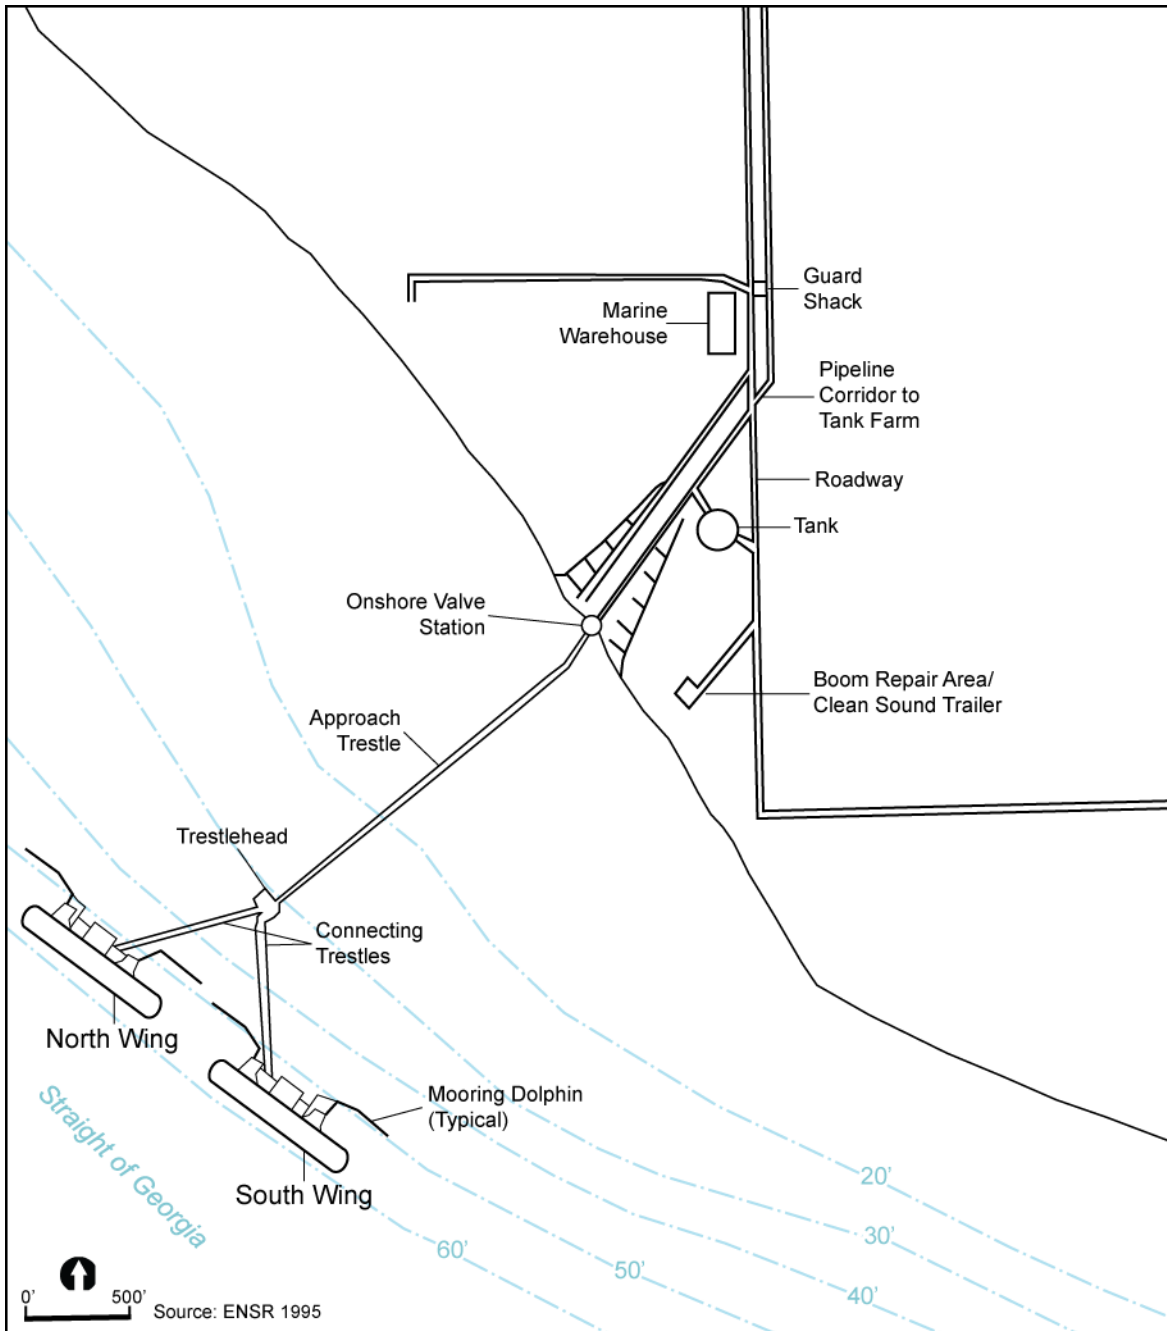 Guard
Shack
Marine
Warehouse
Pipeline
Corridor to
Tank Farm
Roadway
Tank
Onshore Valve
Station
Boom Repair Area/
Clean Sound Trailer
Approach
Trestle
Trestlehead
Connecting
Trestles
North Wing
Mooring Dolphin
(Typical)
South Wing
Straight of Georgia
20'
30'
40'
50'
60'
0'
500'
Source: ENSR 1995